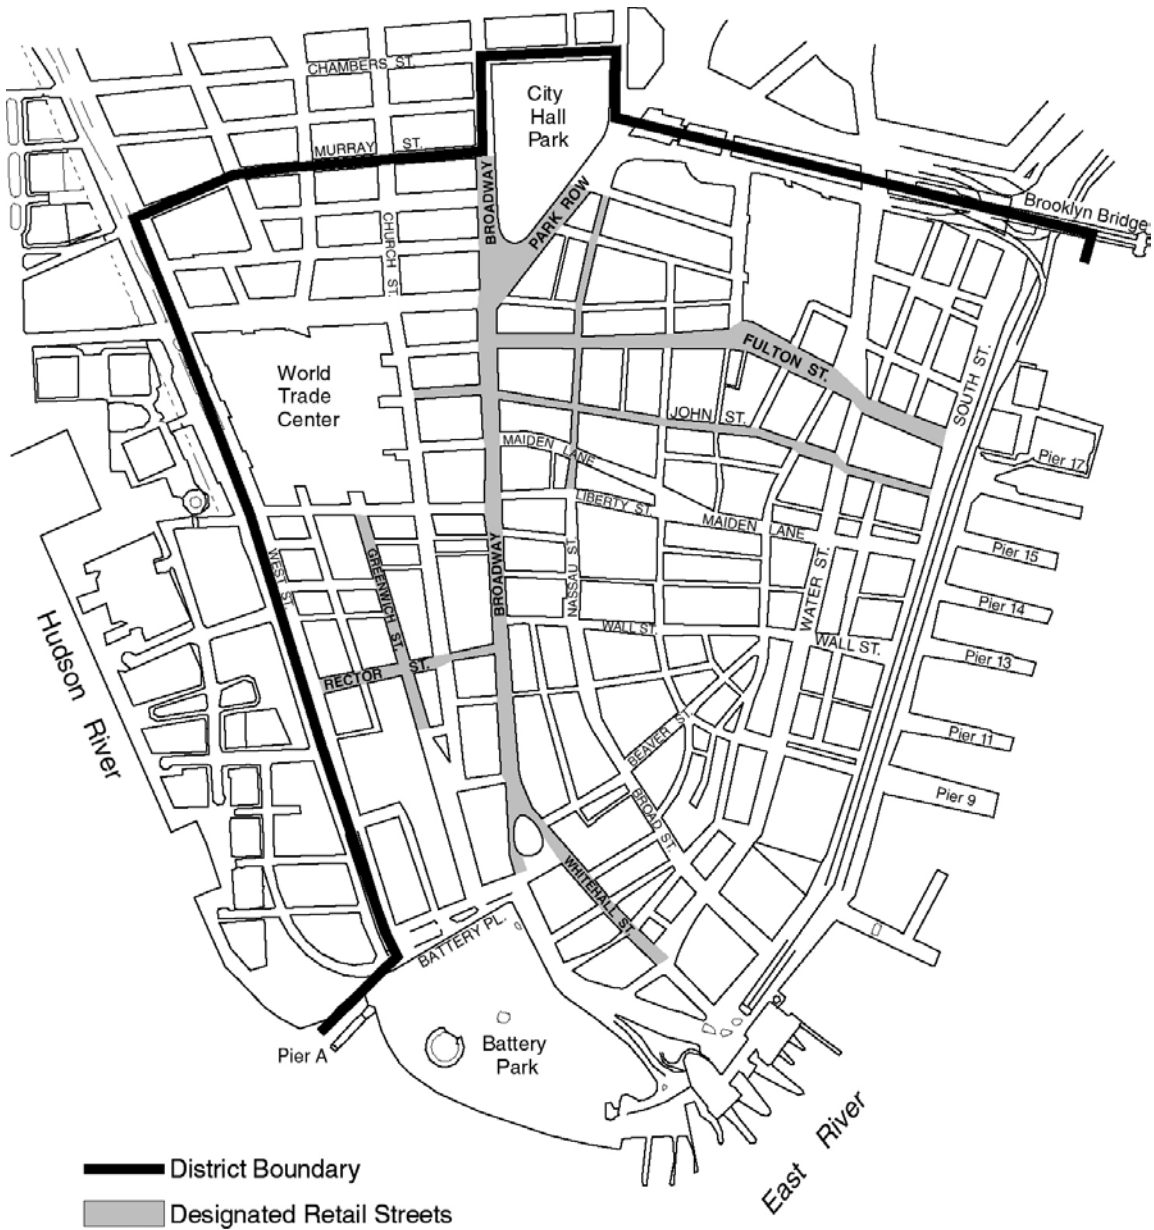 CHAMBERS ST.
City
Hall
Park
MURRAY ST.
BROADWAY
PARK ROW
Brooklyn Bridge
CHURCH ST.
World
Trade
Center
FULTON ST.
SOUTH ST.
JOHN ST.
MAIDEN LANE
Pier 17
LIBERTY ST.
MAIDEN LANE
WEST ST.
GREENWICH ST.
BROADWAY
NASSAU ST.
WATER ST.
Pier 15
Pier 14
Hudson River
WALL ST.
WALL ST.
Pier 13
RECTOR ST.
BEAVER ST.
Pier 11
BROAD ST.
Pier 9
WHITEHALL ST.
BATTERY PL.
Pier A
Battery
Park
East River
District Boundary
Designated Retail Streets